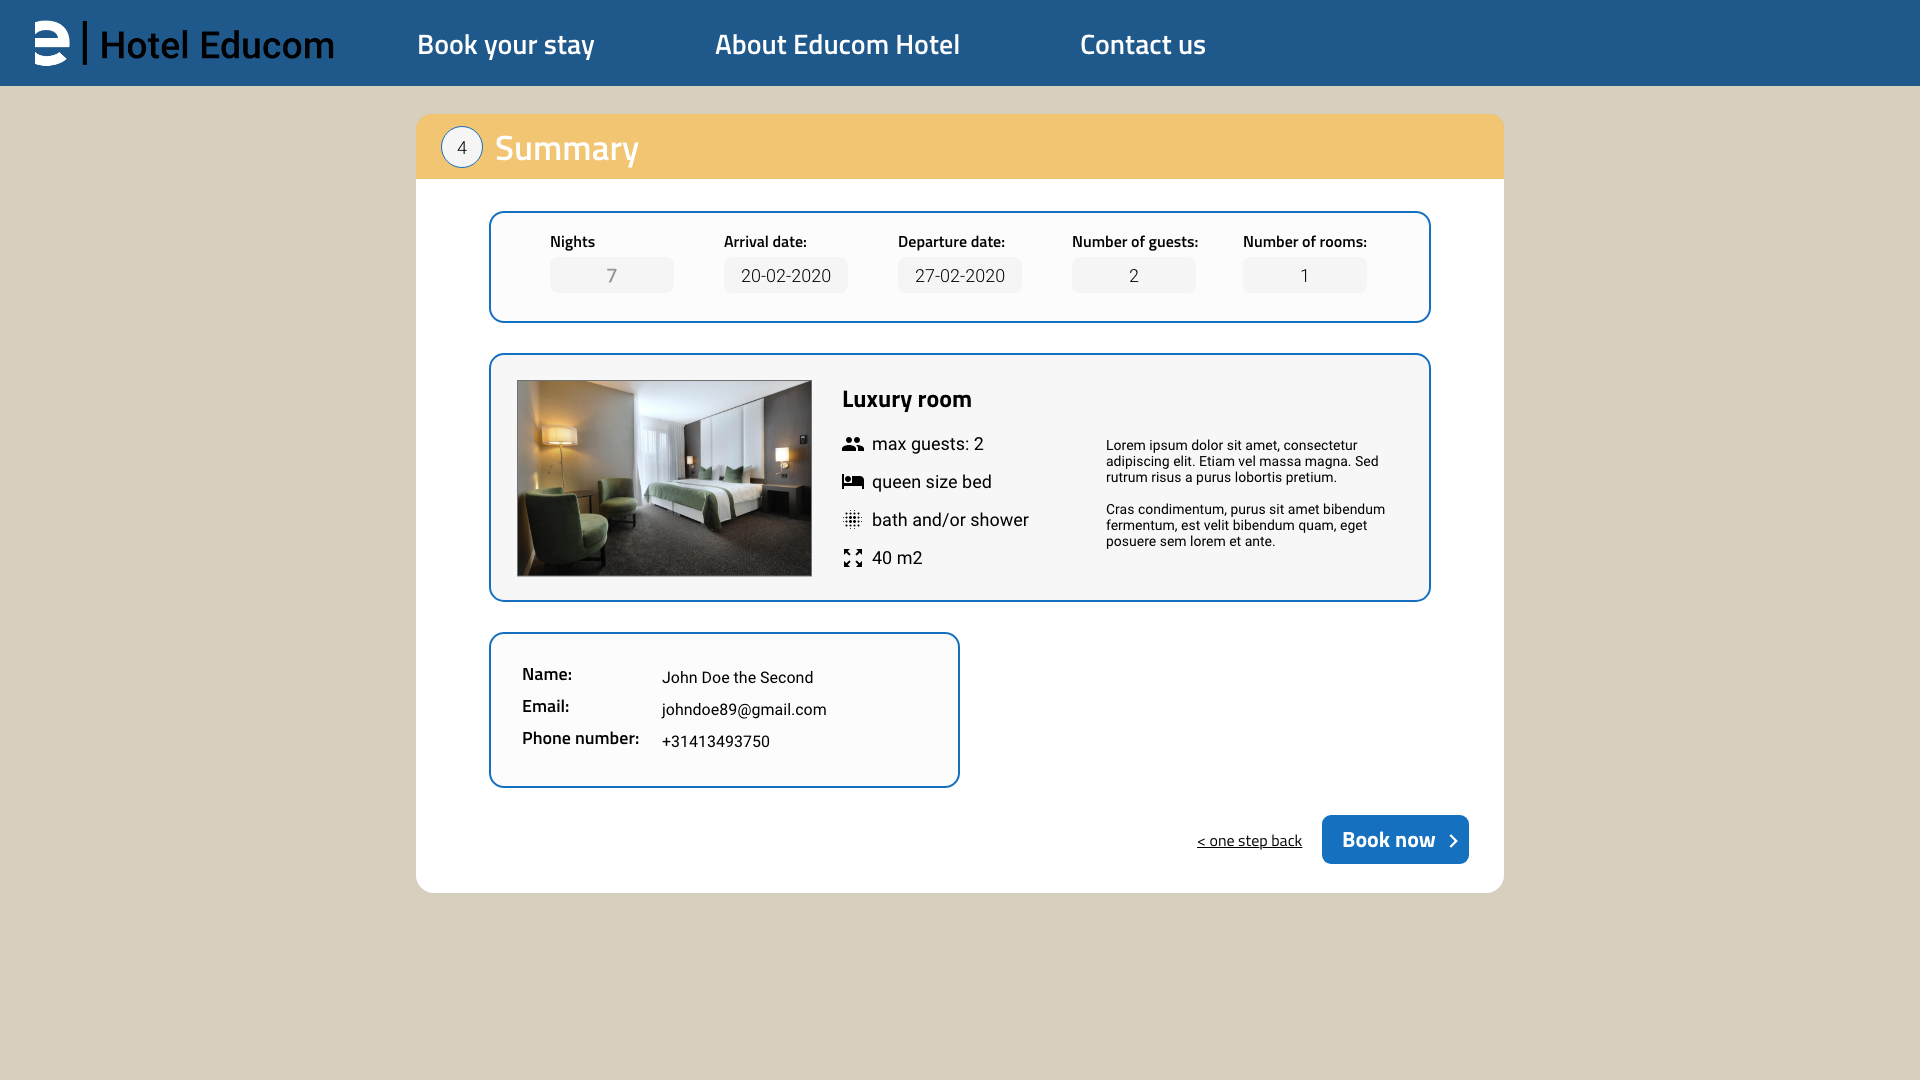 Hotel Educom
Book your stay
About Educom Hotel
Contact us
4
Summary
Nights
Arrival date:
Departure date:
Number of guests:
Number of rooms:
7
20-02-2020
27-02-2020
2
1
Luxury room
max guests: 2
queen size bed
bath and/or shower
40 m2
Lorem ipsum dolor sit amet, consectetur
adipiscing elit. Etiam vel massa magna. Sed
rutrum risus a purus lobortis pretium.
Cras condimentum, purus sit amet bibendum
fermentum, est velit bibendum quam, eget
posuere sem lorem et ante.
Name:
John Doe the Second
Email:
johndoe89@gmail.com
Phone number:
+31413493750
< one step back
Book now